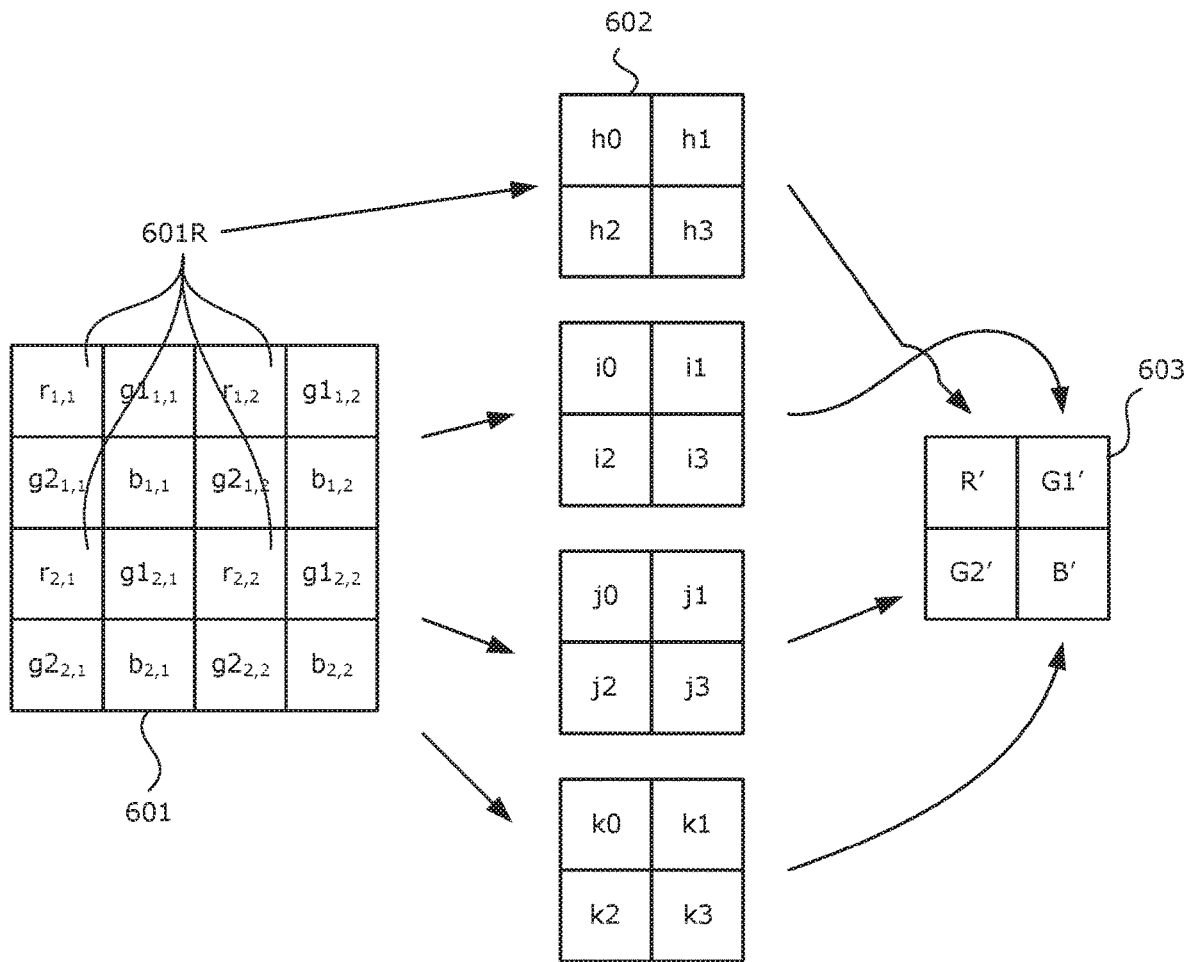 602
h0 h1
h2 h3
601R
i0 i1
i2 i3
603
r1,1 g11,1 r1,2 g11,2
g21,1 b1,1 g21,2 b1,2
r2,1 g12,1 r2,2 g12,2
g22,1 b2,1 g22,2 b2,2
601
j0 j1
j2 j3
R′ G1′
G2′ B′
k0 k1
k2 k3